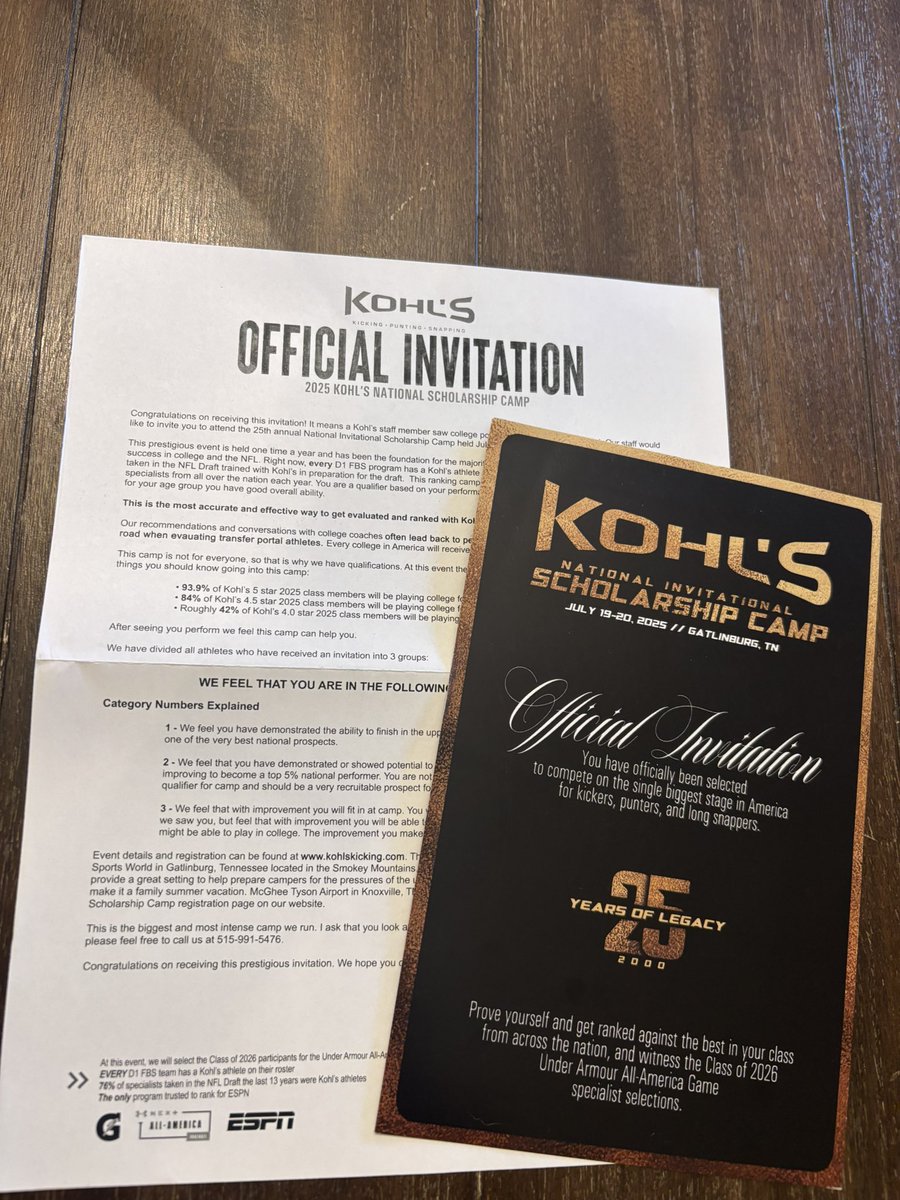 KOHL'S
KICKING • PUNTING • SNAPPING
OFFICIAL INVITATION
2025 KOHL'S NATIONAL SCHOLARSHIP CAMP
Congratulations on receiving this invitation! It means a Kohl's staff member saw college po
Our staff would
like to invite you to attend the 25th annual National Invitational Scholarship Camp held Jul
This prestigious event is held one time a year and has been the foundation for the major
success in college and the NFL. Right now, every D1 FBS program has a Kohl's athlete
taken in the NFL Draft trained with Kohl's in preparation for the draft. This ranking camp
specialists from all over the nation each year. You are a qualifier based on your performa
for your age group you have good overall ability.
This is the most accurate and effective way to get evaluated and ranked with Koh
Our recommendations and conversations with college coaches often lead back to pe
road when evauating transfer portal athletes. Every college in America will receive
This camp is not for everyone, so that is why we have qualifications. At this event the
things you should know going into this camp:
• 93.9% of Kohl's 5 star 2025 class members will be playing college fo
• 84% of Kohl's 4.5 star 2025 class members will be playing college f
• Roughly 42% of Kohl's 4.0 star 2025 class members will be playing
After seeing you perform we feel this camp can help you.
We have divided all athletes who have received an invitation into 3 groups:
WE FEEL THAT YOU ARE IN THE FOLLOWING
Category Numbers Explained
1 - We feel you have demonstrated the ability to finish in the upp
one of the very best national prospects.
2 - We feel that you have demonstrated or showed potential to
improving to become a top 5% national performer. You are not
qualifier for camp and should be a very recruitable prospect fo
3 - We feel that with improvement you will fit in at camp. You
we saw you, but feel that with improvement you will be able to
might be able to play in college. The improvement you make
Event details and registration can be found at www.kohlskicking.com. Th
Sports World in Gatlinburg, Tennessee located in the Smokey Mountains.
provide a great setting to help prepare campers for the pressures of the u
make it a family summer vacation. McGhee Tyson Airport in Knoxville, T
Scholarship Camp registration page on our website.
This is the biggest and most intense camp we run. I ask that you look a
please feel free to call us at 515-991-5476.
Congratulations on receiving this prestigious invitation. We hope you c
At this event, we will select the Class of 2026 participants for the Under Armour All-Am
EVERY D1 FBS team has a Kohl's athlete on their roster
76% of specialists taken in the NFL Draft the last 13 years were Kohl's athletes
The only program trusted to rank for ESPN
G
NEXT
ALL-AMERICA
ESPN
KOHL'S
NATIONAL INVITATIONAL
SCHOLARSHIP CAMP
JULY 19-20, 2025 // GATLINBURG, TN
Official Invitation
You have officially been selected
to compete on the single biggest stage in America
for kickers, punters, and long snappers.
25
YEARS OF LEGACY
2000
Prove yourself and get ranked against the best in your class
from across the nation, and witness the Class of 2026
Under Armour All-America Game
specialist selections.